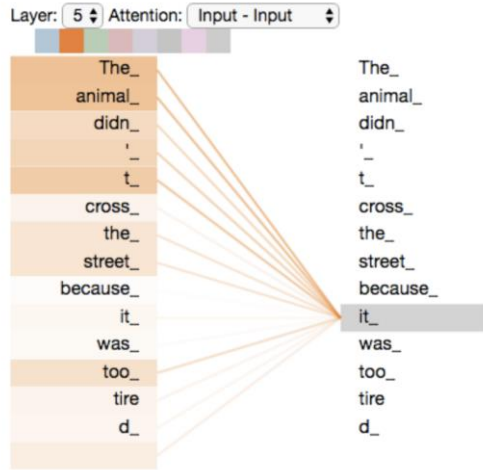 Layer: 5 Attention: Input - Input
The_ The_
animal_ animal_
didn_ didn_
'_ '_
t_ t_
cross_ cross_
the_ the_
street_ street_
because_ because_
it_ it_
was_ was_
too_ too_
tire tire
d_ d_